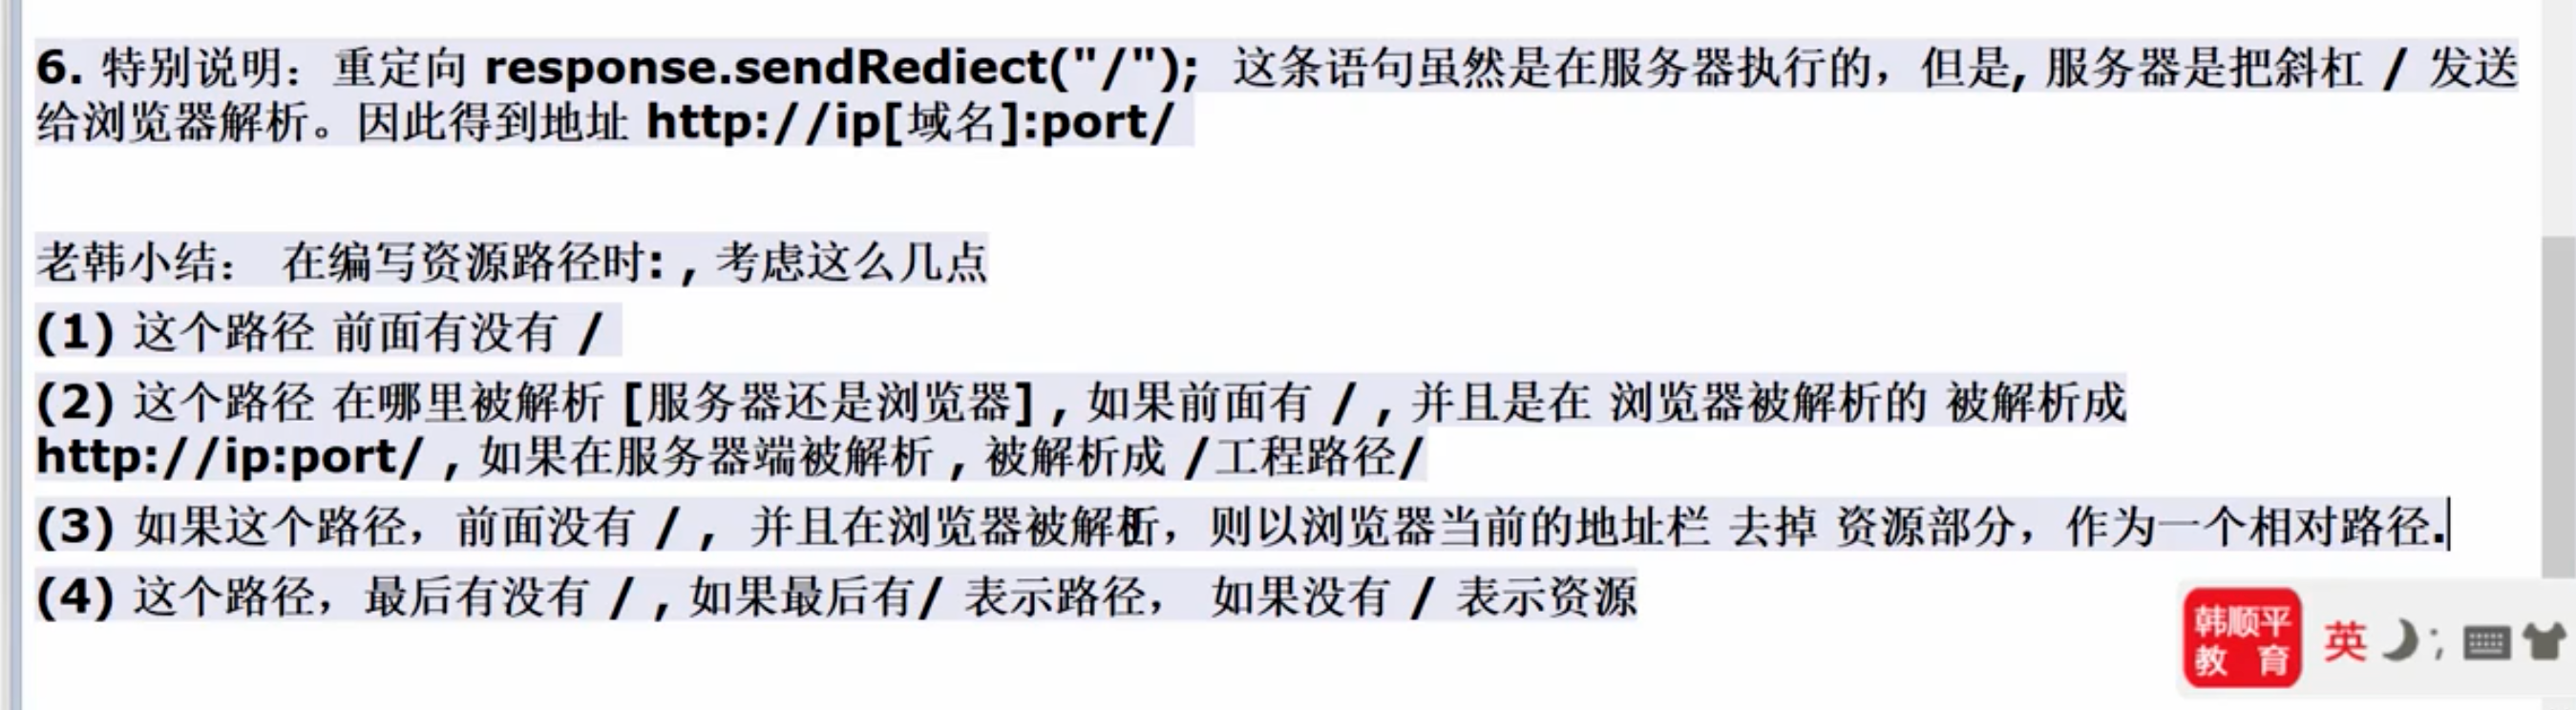 6. 特别说明：重定向 response.sendRediect("/"); 这条语句虽然是在服务器执行的，但是, 服务器是把斜杠 / 发送
给浏览器解析。因此得到地址 http://ip[域名]:port/
老韩小结： 在编写资源路径时: , 考虑这么几点
(1) 这个路径 前面有没有 /
(2) 这个路径 在哪里被解析 [服务器还是浏览器] , 如果前面有 / , 并且是在 浏览器被解析的 被解析成
http://ip:port/ , 如果在服务器端被解析 , 被解析成 /工程路径/
(3) 如果这个路径，前面没有 / , 并且在浏览器被解析，则以浏览器当前的地址栏 去掉 资源部分，作为一个相对路径.
(4) 这个路径，最后有没有 / , 如果最后有/ 表示路径， 如果没有 / 表示资源
韩顺平
教 育
英